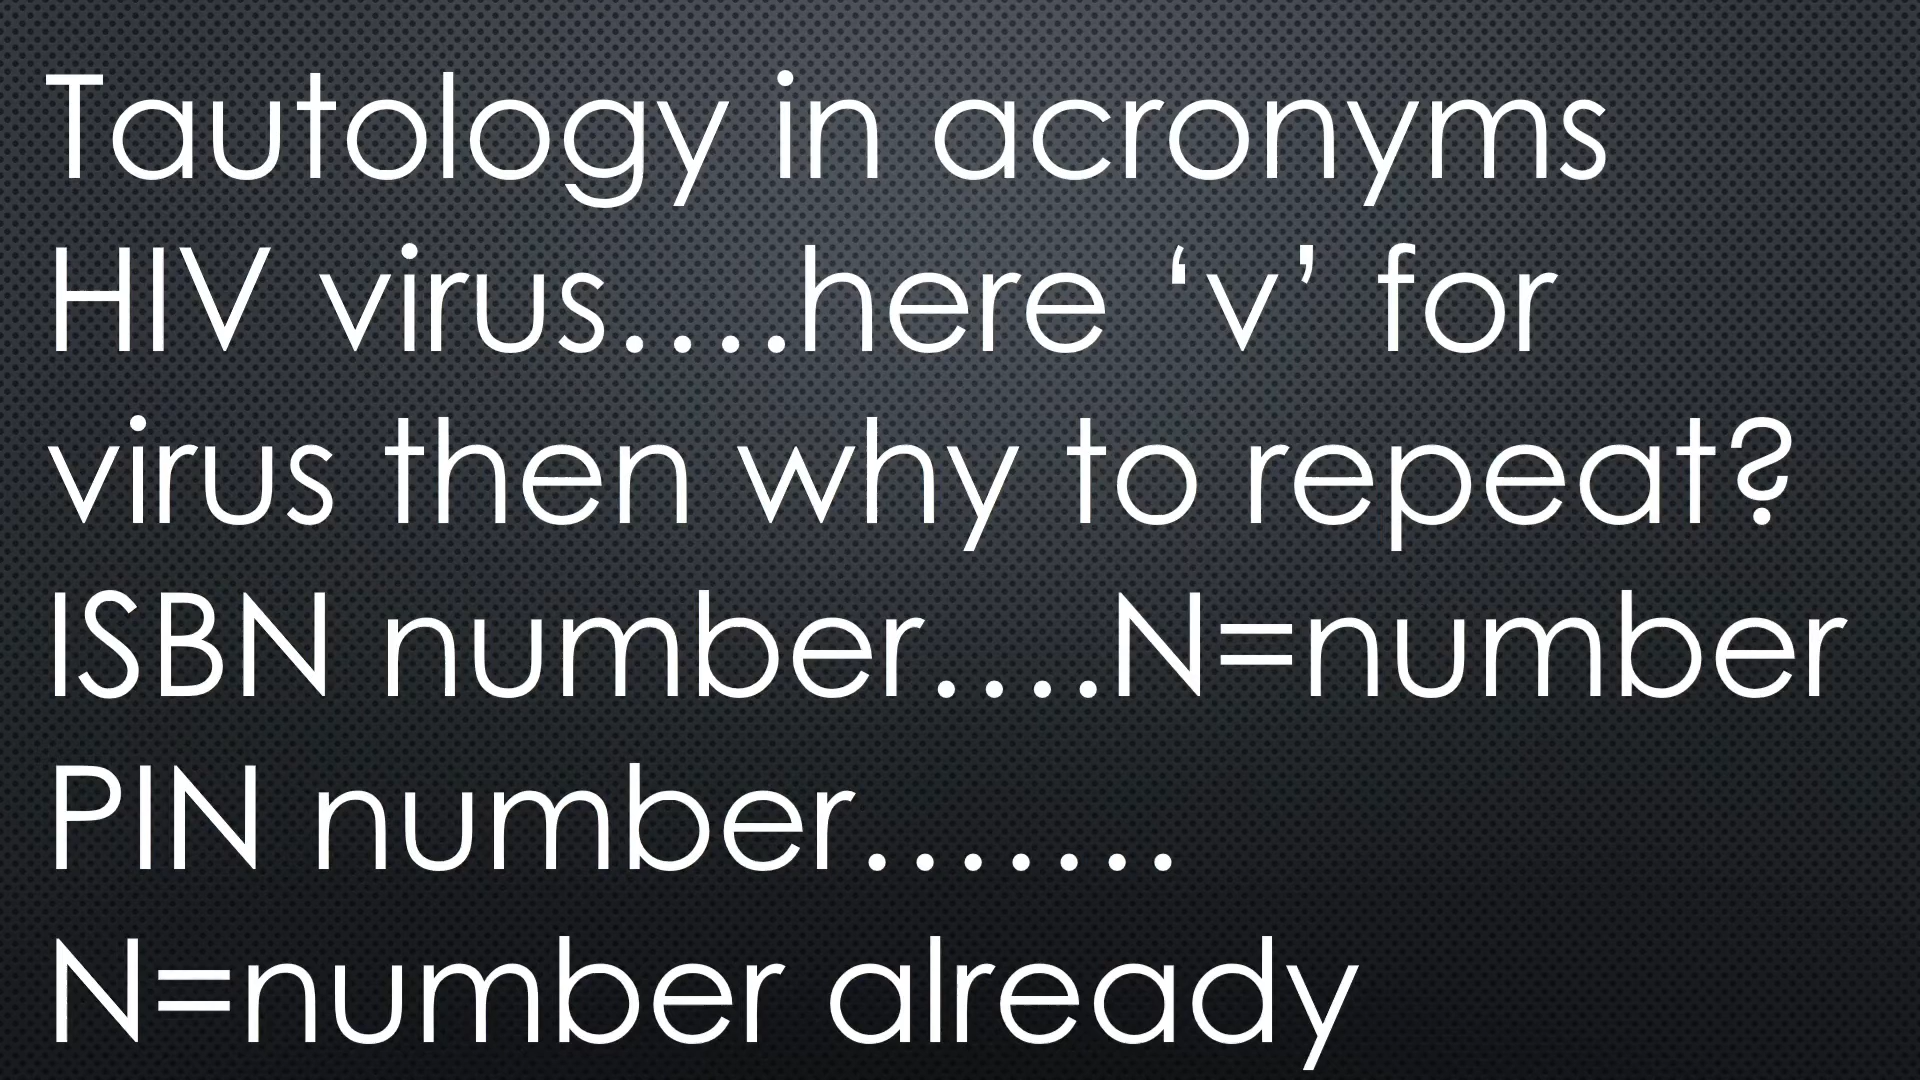 Tautology in acronyms
HIV virus….here ‘v’ for
virus then why to repeat?
ISBN number….N=number
PIN number…….
N=number already